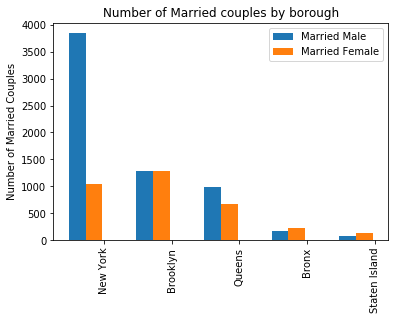 Number of Married couples by borough
Married Male
Married Female
Number of Married Couples
4000
3500
3000
2500
2000
1500
1000
500
0
New York
Brooklyn
Queens
Bronx
Staten Island